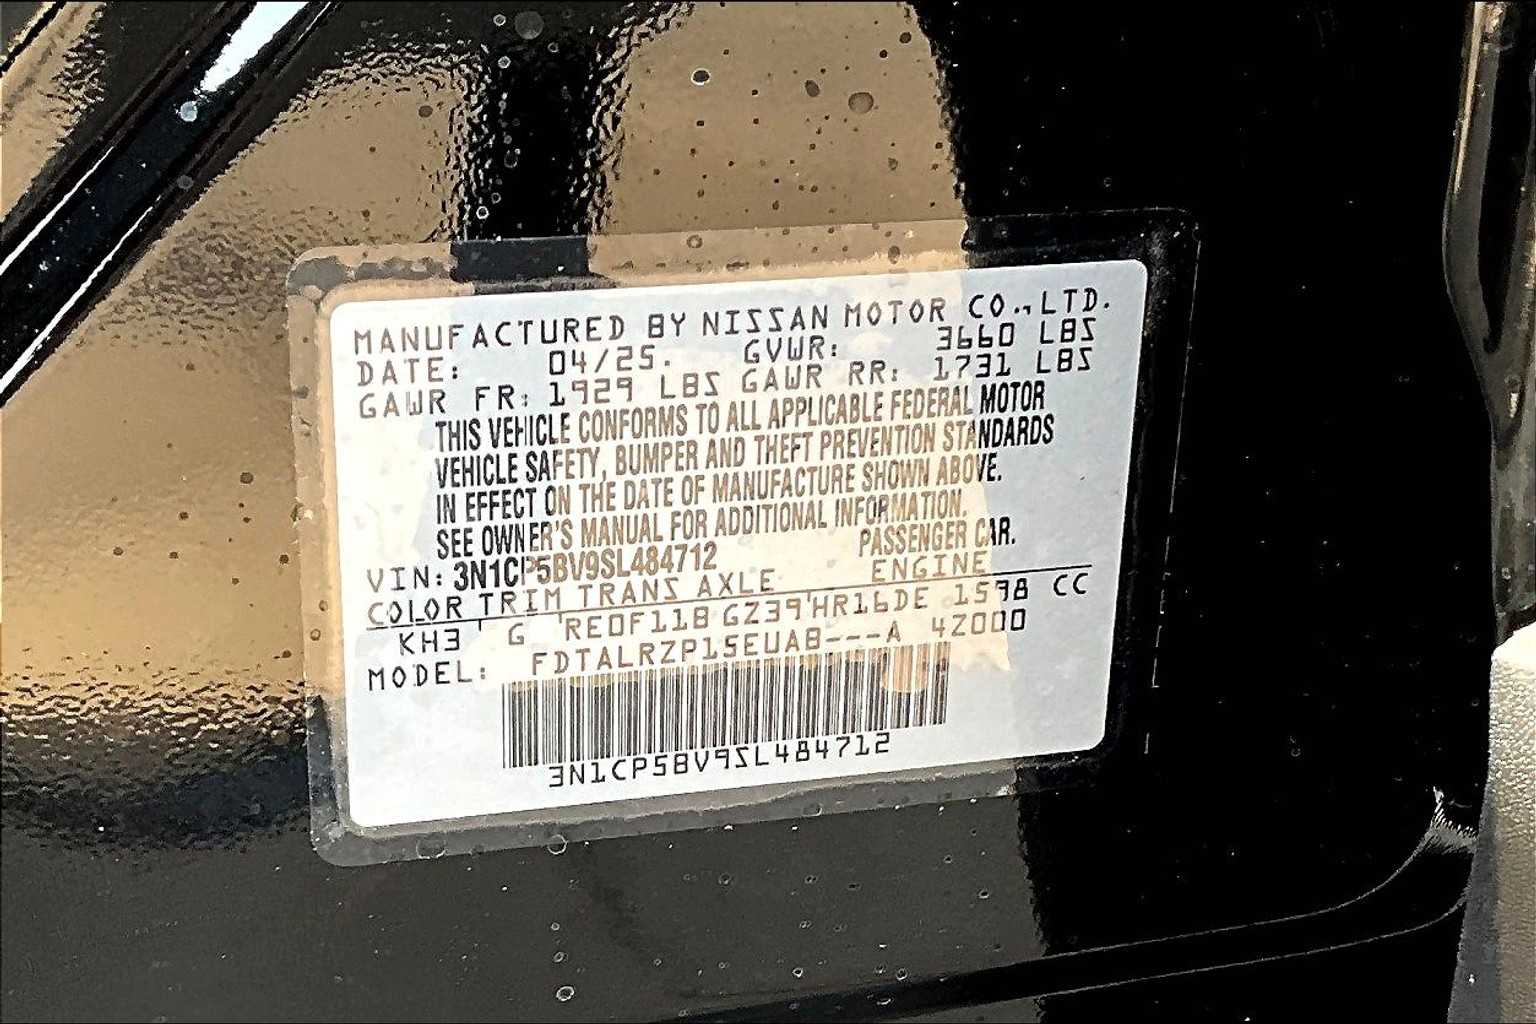 MANUFACTURED BY NISSAN MOTOR CO., LTD.
DATE: 04/25. GVWR: 3660 LBS
GAWR FR: 1929 LBS GAWR RR: 1731 LBS
THIS VEHICLE CONFORMS TO ALL APPLICABLE FEDERAL MOTOR
VEHICLE SAFETY, BUMPER AND THEFT PREVENTION STANDARDS
IN EFFECT ON THE DATE OF MANUFACTURE SHOWN ABOVE.
SEE OWNER'S MANUAL FOR ADDITIONAL INFORMATION.
VIN: 3N1CP5BV9SL484712 PASSENGER CAR.
COLOR TRIM TRANS AXLE ENGINE
KH3 G RE0F11B GZ39 HR16DE 1598 CC
MODEL: FDTALRZP15EUAB---A 4Z000
3N1CP5BV9SL484712